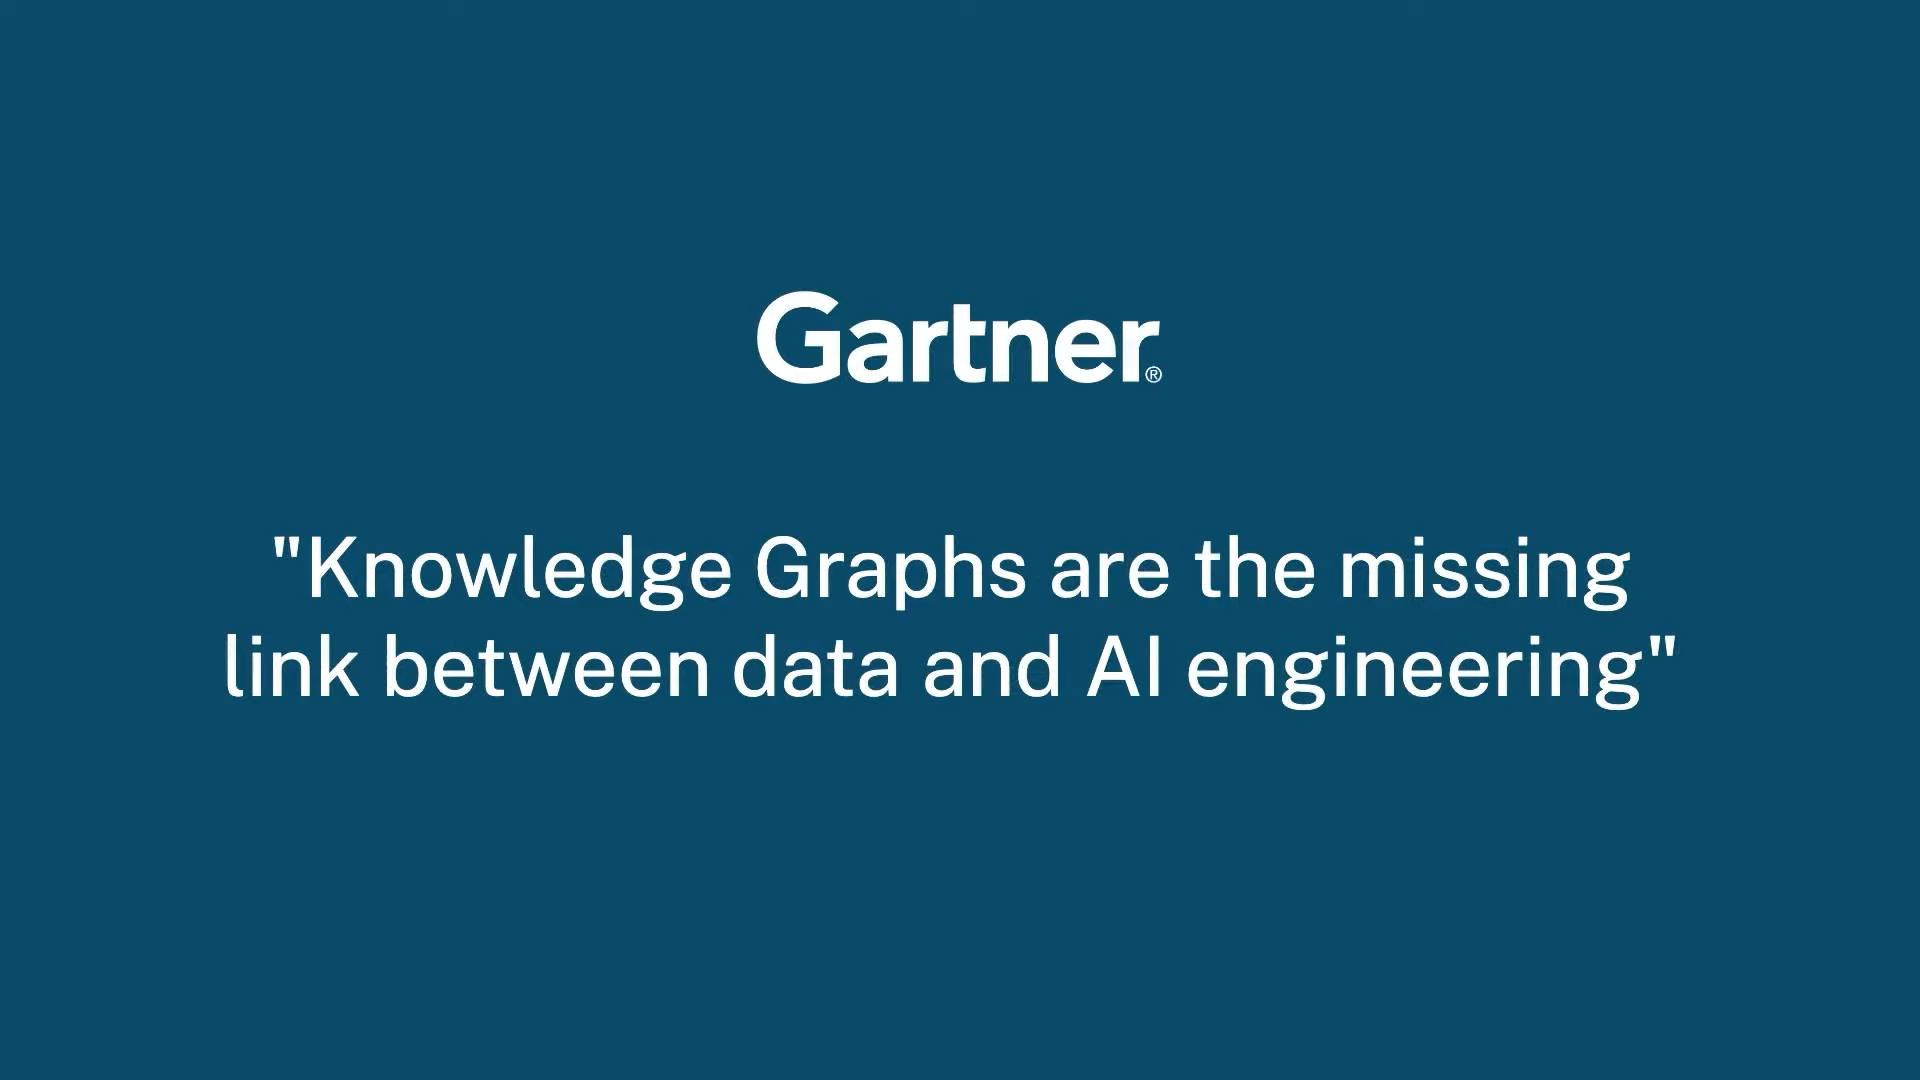 Gartner®
"Knowledge Graphs are the missing
link between data and AI engineering"